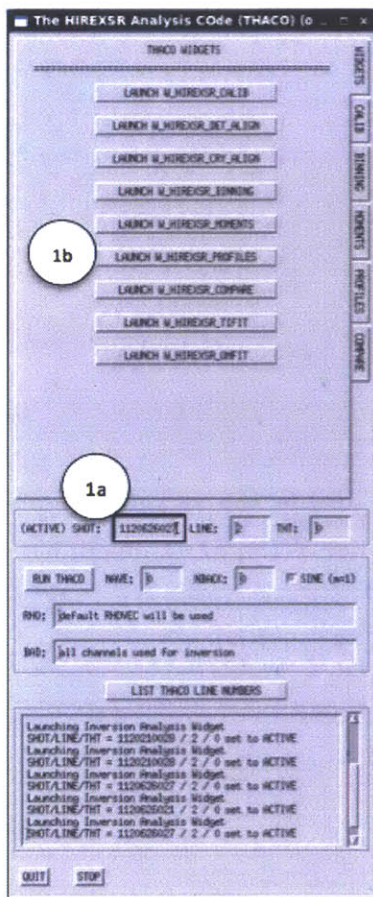 The HIREXSR Analysis COde (THACO) (o
THACO WIDGETS
LAUNCH W_HIREXSR_CALIB
LAUNCH W_HIREXSR_DET_ALIGN
LAUNCH W_HIREXSR_CRY_ALIGN
LAUNCH W_HIREXSR_BINNING
LAUNCH W_HIREXSR_MOMENTS
1b
LAUNCH W_HIREXSR_PROFILES
LAUNCH W_HIREXSR_COMPARE
LAUNCH W_HIREXSR_TIFIT
LAUNCH W_HIREXSR_OMFIT
WIDGETS
CALIB
BINNING
MOMENTS
PROFILES
COMPARE
1a
(ACTIVE) SHOT: 1120626027 LINE: 2 THT: 0
RUN THACO NAVE: 0 NBACK: 0 SINE (m=1)
RHO: default RHOVEC will be used
BAD: all channels used for inversion
LIST THACO LINE NUMBERS
Launching Inversion Analysis Widget
SHOT/LINE/THT = 1120210028 / 2 / 0 set to ACTIVE
Launching Inversion Analysis Widget
SHOT/LINE/THT = 1120210028 / 2 / 0 set to ACTIVE
Launching Inversion Analysis Widget
SHOT/LINE/THT = 1120626027 / 2 / 0 set to ACTIVE
Launching Inversion Analysis Widget
SHOT/LINE/THT = 1120626021 / 2 / 0 set to ACTIVE
Launching Inversion Analysis Widget
SHOT/LINE/THT = 1120626027 / 2 / 0 set to ACTIVE
QUIT STOP